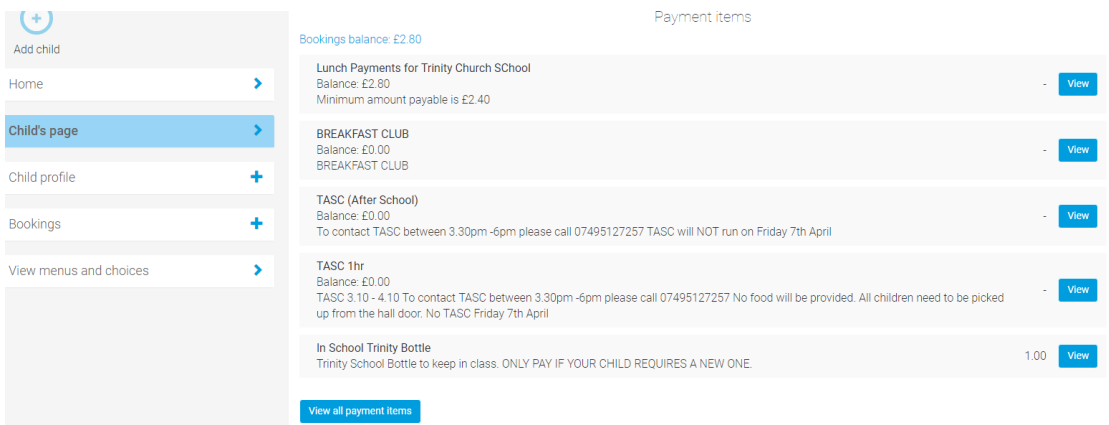 Add child
Home
Child's page
Child profile
Bookings
View menus and choices
Payment items
Bookings balance: £2.80
Lunch Payments for Trinity Church SChool
Balance: £2.80
Minimum amount payable is £2.40
- View
BREAKFAST CLUB
Balance: £0.00
BREAKFAST CLUB
- View
TASC (After School)
Balance: £0.00
To contact TASC between 3.30pm -6pm please call 07495127257 TASC will NOT run on Friday 7th April
- View
TASC 1hr
Balance: £0.00
TASC 3.10 - 4.10 To contact TASC between 3.30pm -6pm please call 07495127257 No food will be provided. All children need to be picked
up from the hall door. No TASC Friday 7th April
- View
In School Trinity Bottle
Trinity School Bottle to keep in class. ONLY PAY IF YOUR CHILD REQUIRES A NEW ONE.
1.00 View
View all payment items